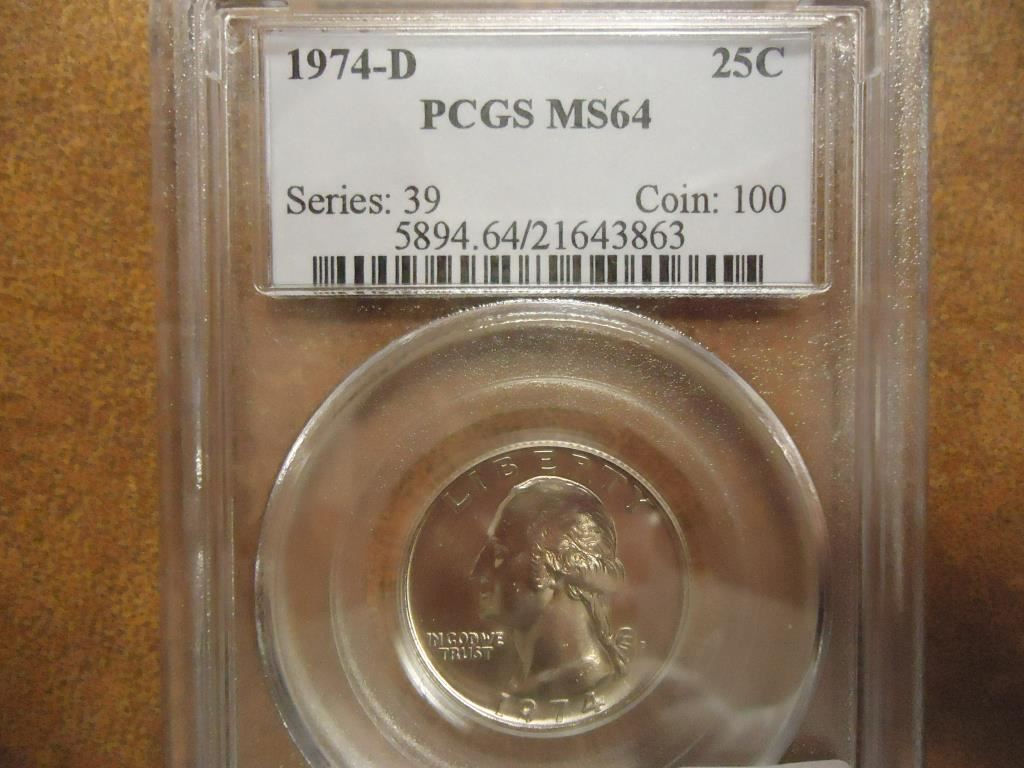 1974-D 25C
PCGS MS64
Series: 39 Coin: 100
5894.64/21643863
LIBERTY
IN GOD WE
TRUST
1974